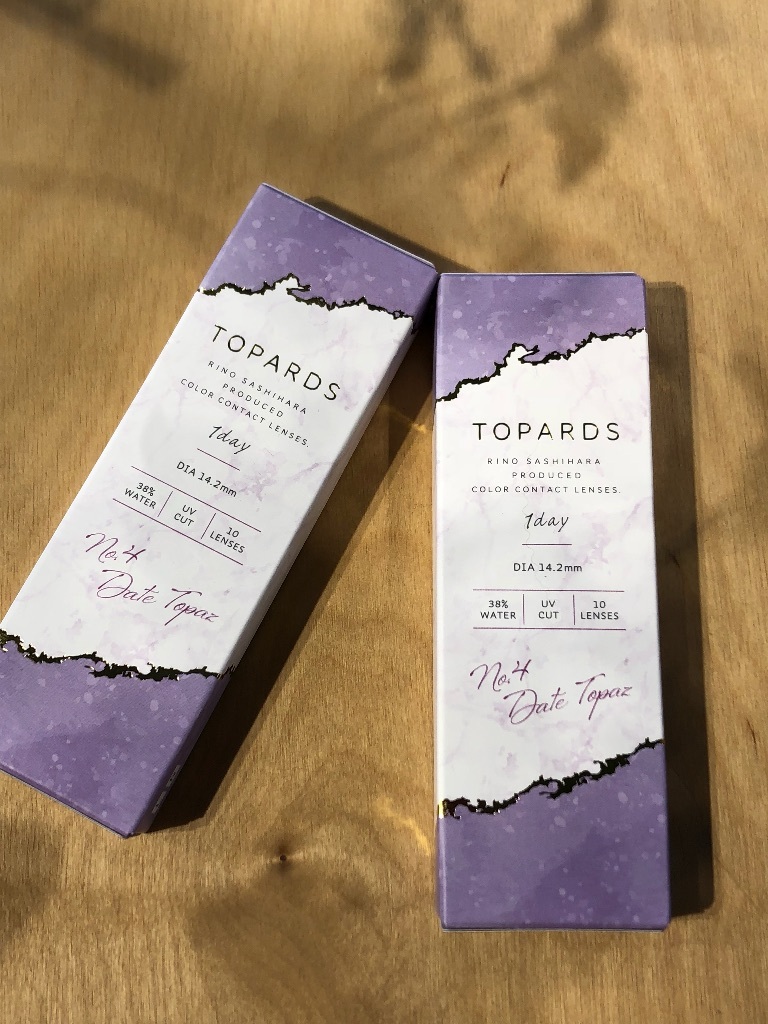 TOPARDS
RINO SASHIHARA
PRODUCED
COLOR CONTACT LENSES.
1day
DIA 14.2mm
38%
WATER
UV
CUT
10
LENSES
No.4
Date Topaz
TOPARDS
RINO SASHIHARA
PRODUCED
COLOR CONTACT LENSES.
1day
DIA 14.2mm
38%
WATER
UV
CUT
10
LENSES
No.4
Date Topaz